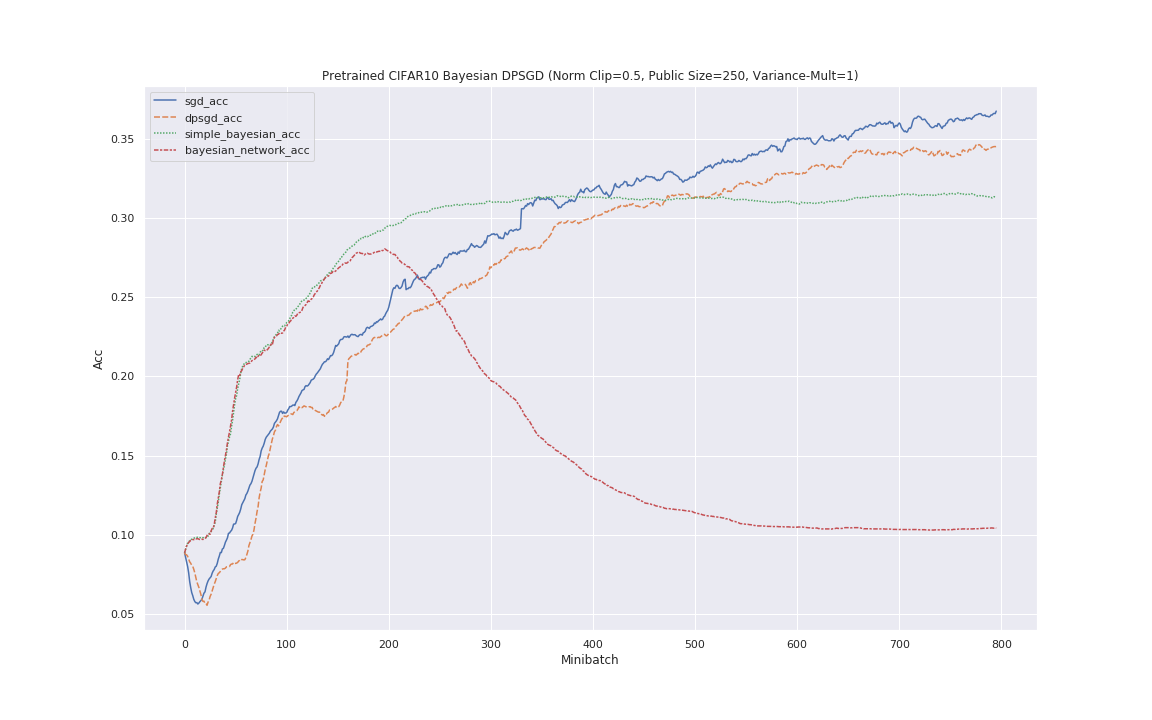 Pretrained CIFAR10 Bayesian DPSGD (Norm Clip=0.5, Public Size=250, Variance-Mult=1)
sgd_acc
dpsgd_acc
simple_bayesian_acc
bayesian_network_acc
Acc
0.35
0.30
0.25
0.20
0.15
0.10
0.05
0 100 200 300 400 500 600 700 800
Minibatch